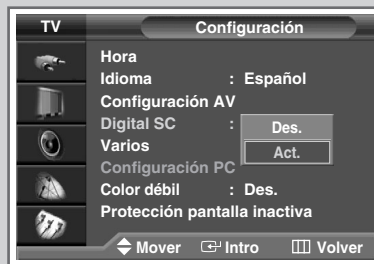 TV Configuración
Hora
Idioma : Español
Configuración AV
Digital SC : Des.
Varios Act.
Configuración PC
Color débil : Des.
Protección pantalla inactiva
Mover Intro Volver